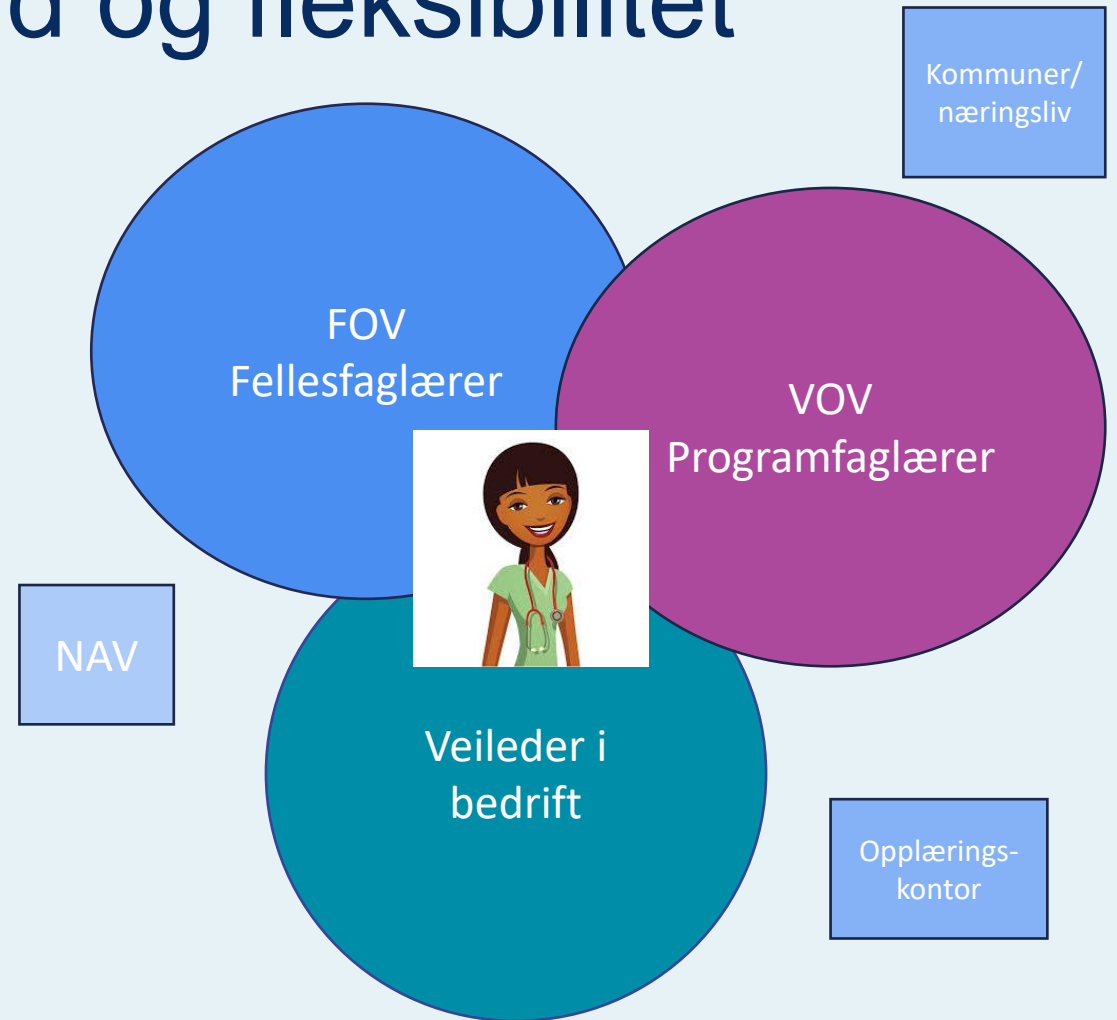 d og fleksibilitet
Kommuner/
næringsliv
FOV
Fellesfaglærer
VOV
Programfaglærer
NAV
Veileder i
bedrift
Opplærings-
kontor